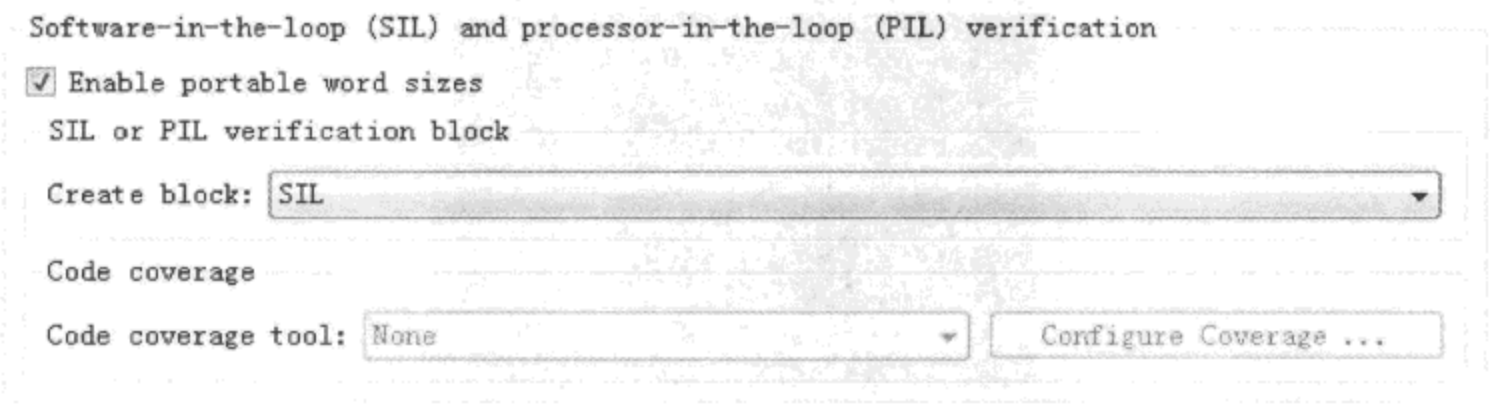 Software-in-the-loop (SIL) and processor-in-the-loop (PIL) verification
Enable portable word sizes
SIL or PIL verification block
Create block: SIL
Code coverage
Code coverage tool: None Configure Coverage ...